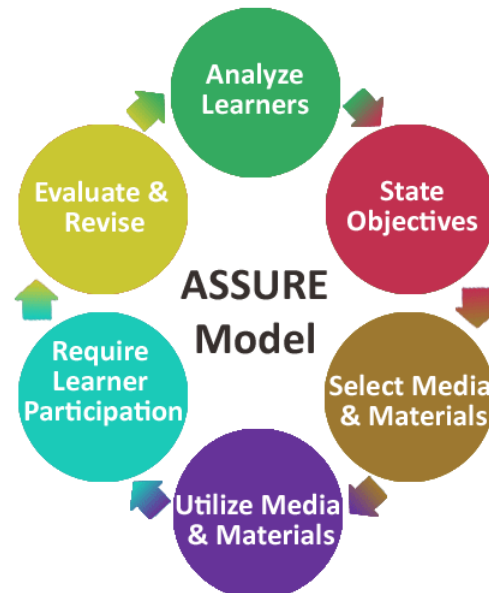 Analyze
Learners
State
Objectives
Select Media
& Materials
Utilize Media
& Materials
Require
Learner
Participation
Evaluate &
Revise
ASSURE
Model